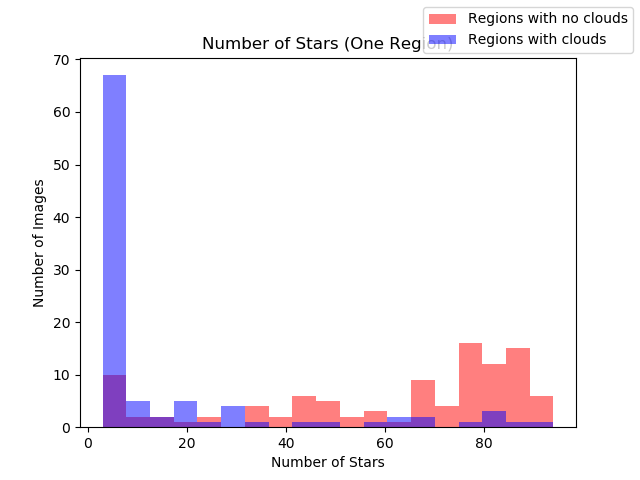 Regions with no clouds
Regions with clouds
Number of Stars (One Region)
70
60
50
40
30
20
10
0
Number of Images
0 20 40 60 80
Number of Stars